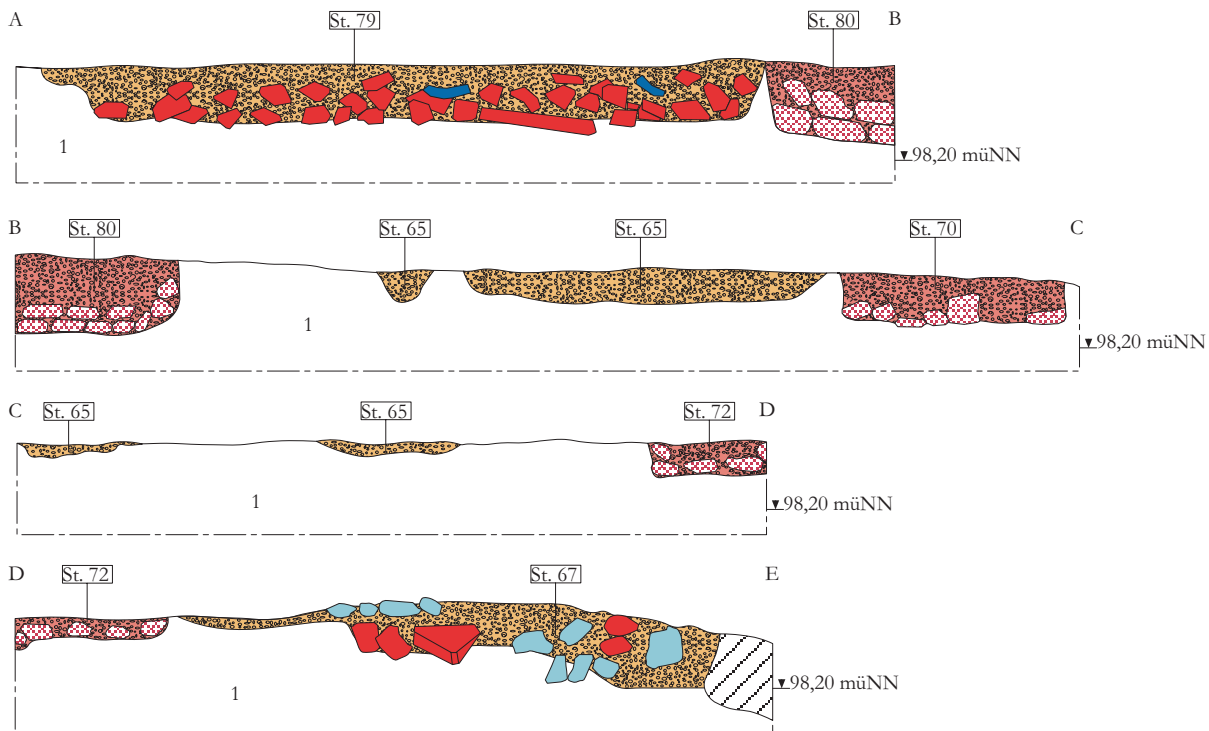 A St. 79 St. 80 B
1
98,20 müNN
B St. 80 St. 65 St. 65 St. 70 C
1
98,20 müNN
C St. 65 St. 65 St. 72 D
1
98,20 müNN
D St. 72 St. 67 E
1
98,20 müNN